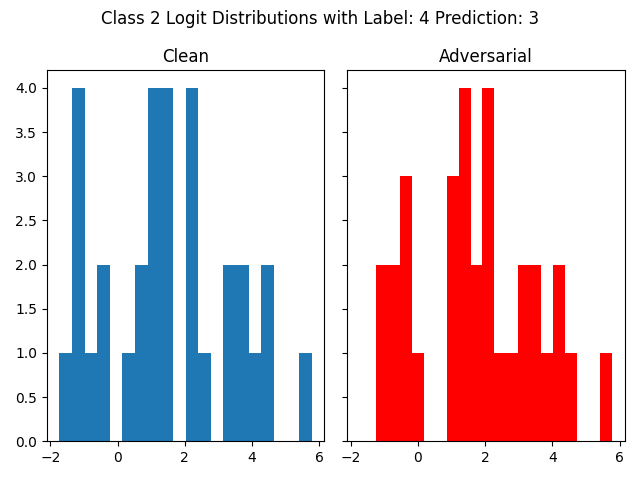 Class 2 Logit Distributions with Label: 4 Prediction: 3
Clean
Adversarial
4.0
3.5
3.0
2.5
2.0
1.5
1.0
0.5
0.0
−2 0 2 4 6
−2 0 2 4 6